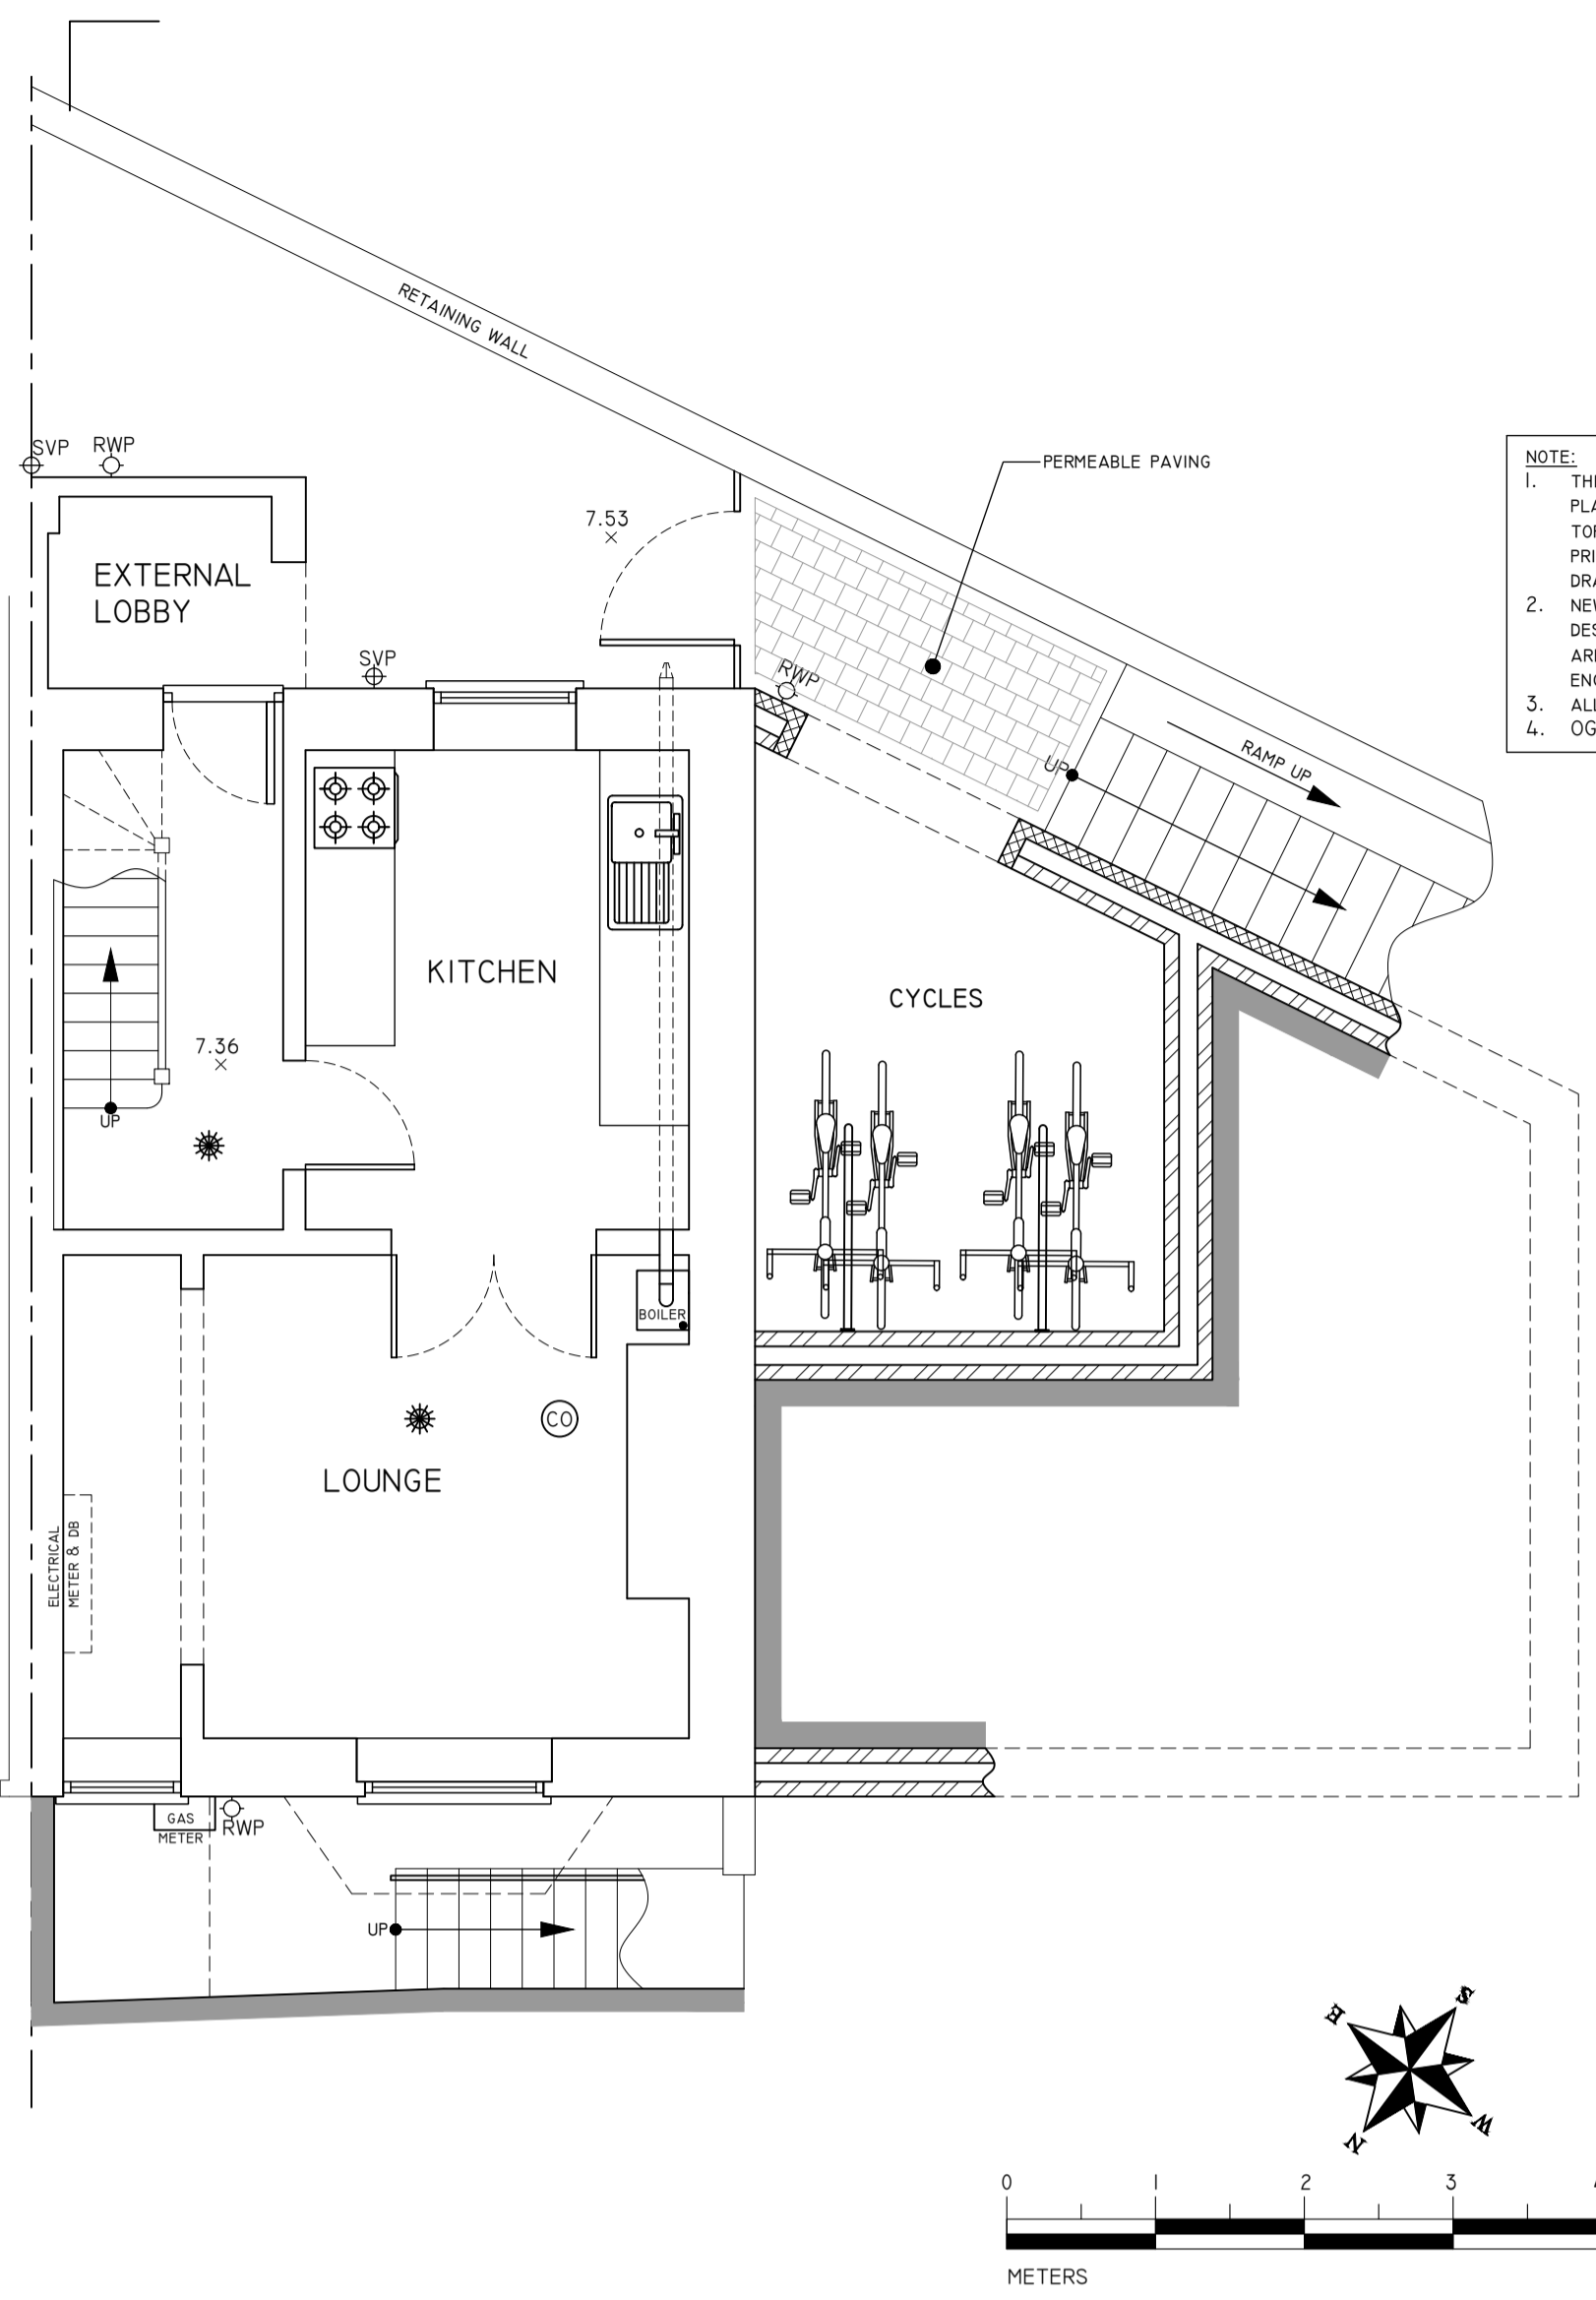 RETAINING WALL
SVP
RWP
PERMEABLE PAVING
NOTE:
1.
2.
3.
4.
7.53
EXTERNAL
LOBBY
SVP
RWP
UP
RAMP UP
KITCHEN
CYCLES
7.36
UP
BOILER
CO
LOUNGE
ELECTRICAL
METER & DB
GAS
METER
RWP
UP
S
E
W
N
0 1 2 3
METERS